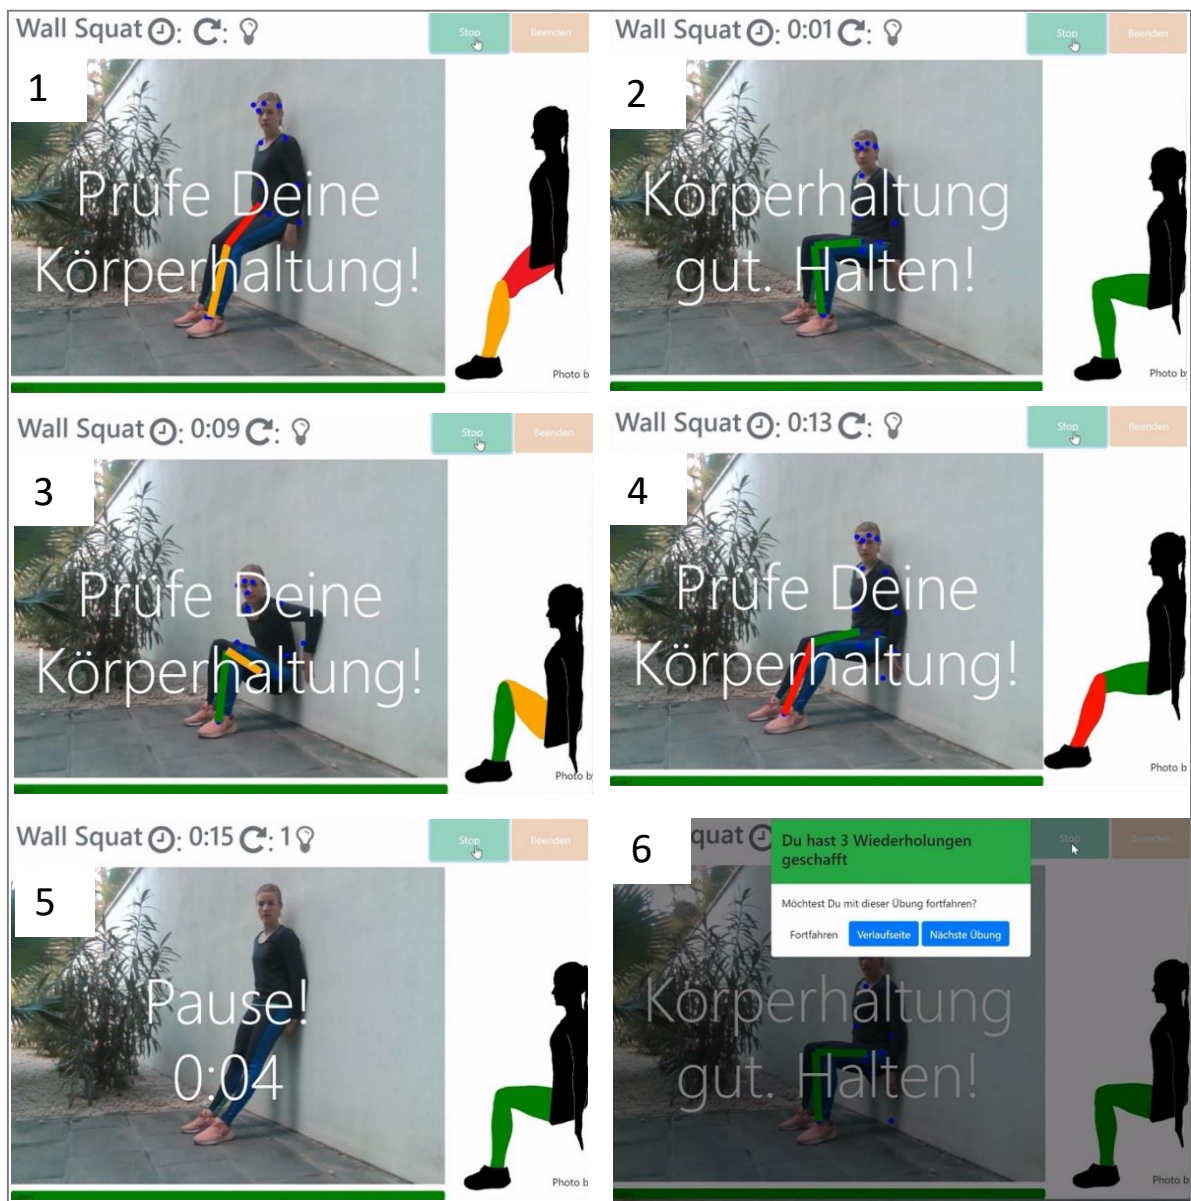 Wall Squat : :
Stop
Beenden
1
Prüfe Deine
Körperhaltung!
Photo b
Wall Squat : 0:01 :
Stop
Beenden
2
Körperhaltung
gut. Halten!
Photo b
Wall Squat : 0:09 :
Stop
Beenden
3
Prüfe Deine
Körperhaltung!
Photo b
Wall Squat : 0:13 :
Stop
Beenden
4
Prüfe Deine
Körperhaltung!
Photo b
Wall Squat : 0:15 : 1
Stop
Beenden
5
Pause!
0:04
Photo b
6
quat
Du hast 3 Wiederholungen
geschafft
Möchtest Du mit dieser Übung fortfahren?
Fortfahren Verlaufseite Nächste Übung
Stop
Beenden
Körperhaltung
gut. Halten!
Photo b